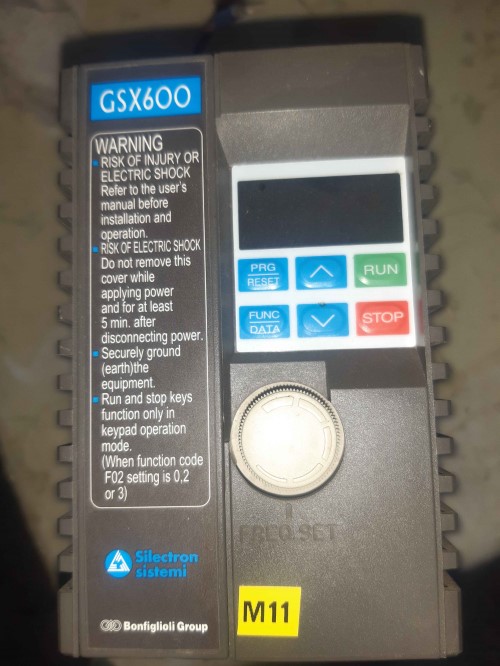 GSX600
WARNING
RISK OF INJURY OR
ELECTRIC SHOCK
Refer to the user's
manual before
installation and
operation.
RISK OF ELECTRIC SHOCK
Do not remove this
cover while
applying power
and for at least
5 min. after
disconnecting power.
Securely ground
(earth)the
equipment.
Run and stop keys
function only in
keypad operation
mode.
(When function code
F02 setting is 0,2
or 3)
Silectron
sistemi
Bonfiglioli Group
PRG
RESET
RUN
FUNC
DATA
STOP
FREQ.SET
M11